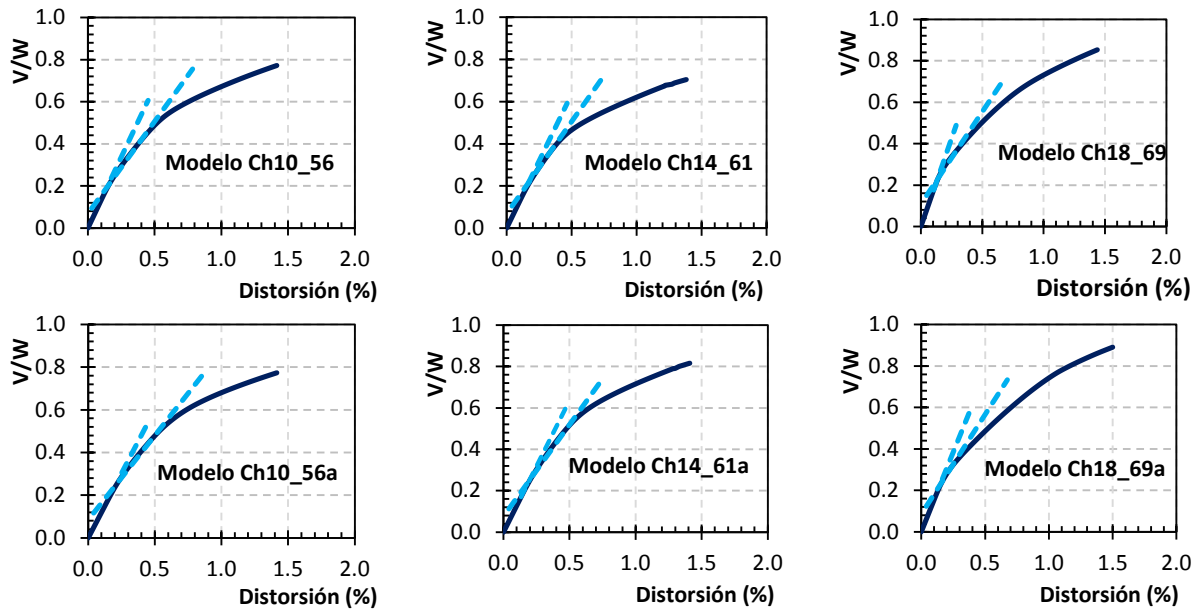 V/W
1.0
0.8
0.6
0.4
0.2
0.0
Modelo Ch10_56
0.0 0.5 1.0 1.5 2.0
Distorsión (%)
V/W
1.0
0.8
0.6
0.4
0.2
0.0
Modelo Ch14_61
0.0 0.5 1.0 1.5 2.0
Distorsión (%)
V/W
1.0
0.8
0.6
0.4
0.2
0.0
Modelo Ch18_69
0.0 0.5 1.0 1.5 2.0
Distorsión (%)
V/W
1.0
0.8
0.6
0.4
0.2
0.0
Modelo Ch10_56a
0.0 0.5 1.0 1.5 2.0
Distorsión (%)
V/W
1.0
0.8
0.6
0.4
0.2
0.0
Modelo Ch14_61a
0.0 0.5 1.0 1.5 2.0
Distorsión (%)
V/W
1.0
0.8
0.6
0.4
0.2
0.0
Modelo Ch18_69a
0.0 0.5 1.0 1.5 2.0
Distorsión (%)